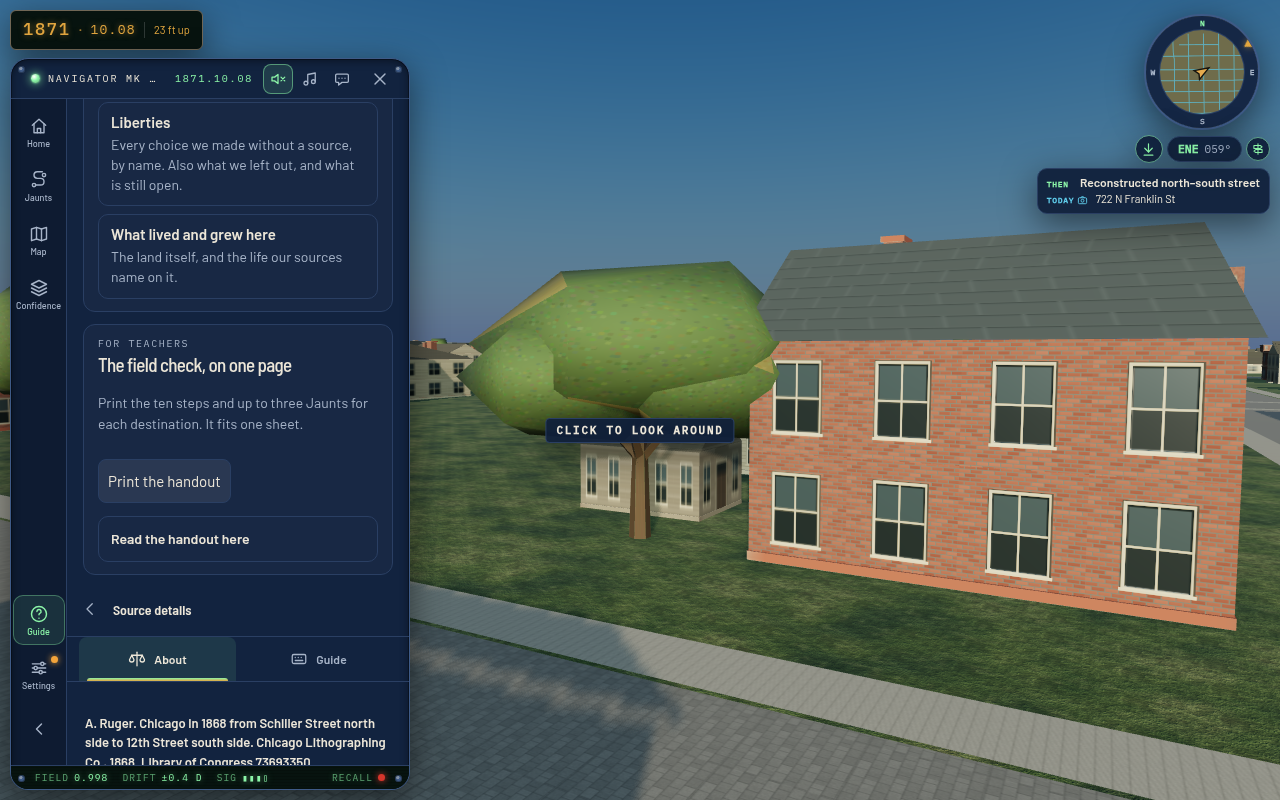 1871 · 10.08 23 ft up
NAVIGATOR MK … 1871.10.08
Home
Jaunts
Map
Confidence
Guide
Settings
Liberties
Every choice we made without a source,
by name. Also what we left out, and what
is still open.
What lived and grew here
The land itself, and the life our sources
name on it.
FOR TEACHERS
The field check, on one page
Print the ten steps and up to three Jaunts for
each destination. It fits one sheet.
Print the handout
Read the handout here
Source details
About
Guide
A. Ruger. Chicago in 1868 from Schiller Street north
side to 12th Street south side. Chicago Lithographing
Co., 1868. Library of Congress 73693350
FIELD 0.998 DRIFT ±0.4 D SIG RECALL
CLICK TO LOOK AROUND
N
W
E
S
ENE 059°
THEN Reconstructed north–south street
TODAY 722 N Franklin St